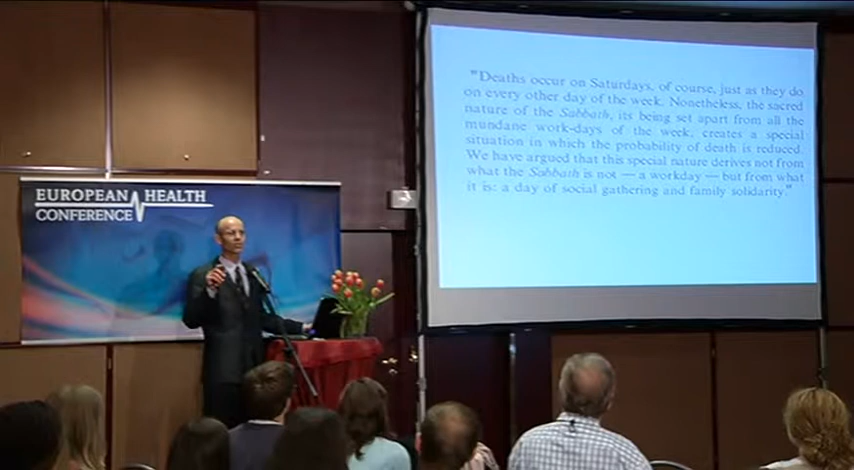 EUROPEAN HEALTH
CONFERENCE
"Deaths occur on Saturdays, of course, just as they do
on every other day of the week. Nonetheless, the sacred
nature of the Sabbath, its being set apart from all the
mundane work-days of the week, creates a special
situation in which the probability of death is reduced.
We have argued that this special nature derives not from
what the Sabbath is not — a workday — but from what
it is: a day of social gathering and family solidarity."